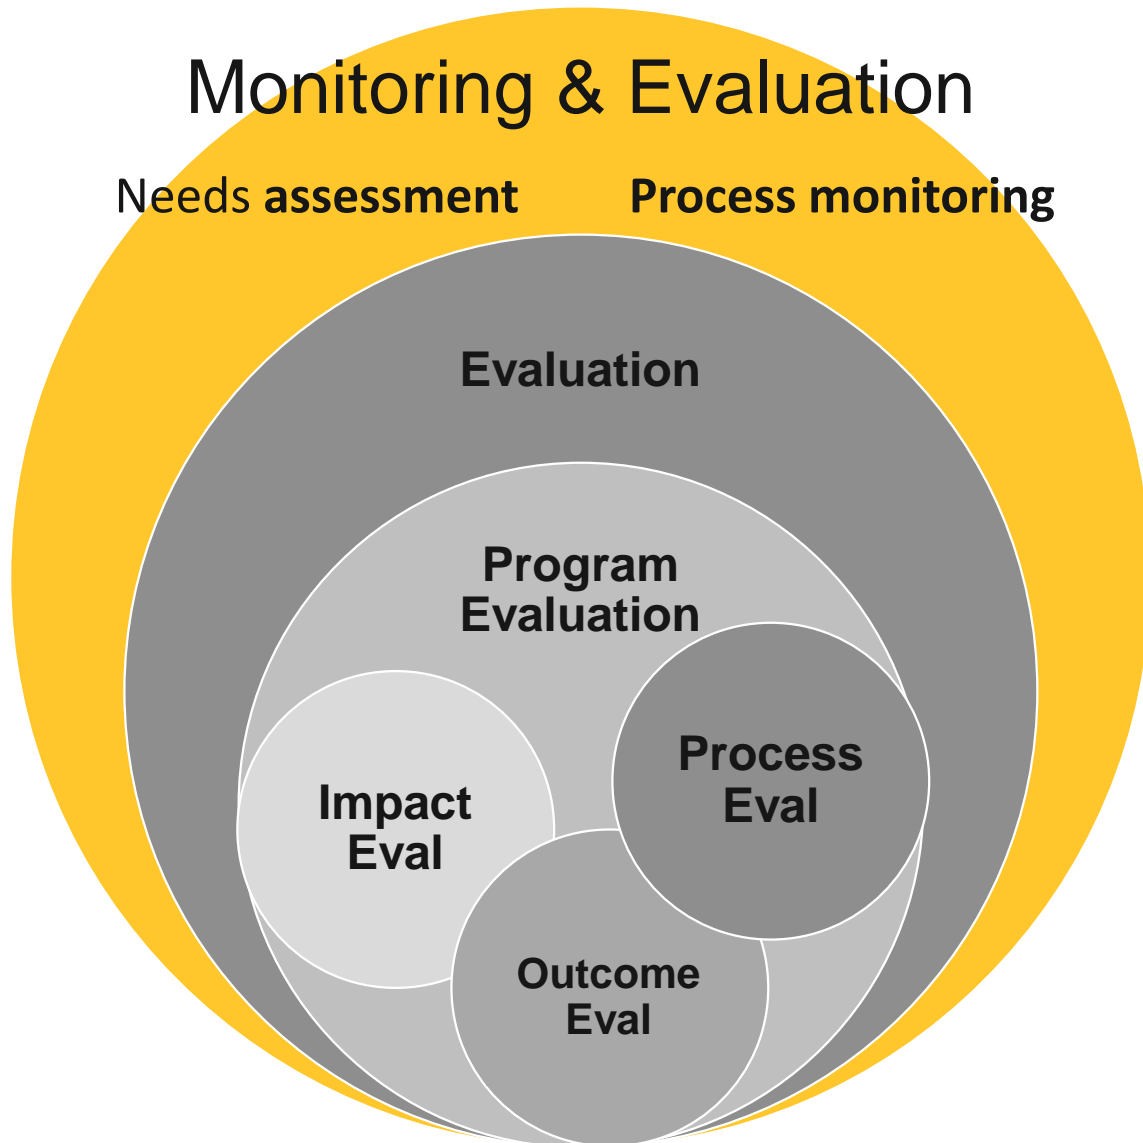 Monitoring & Evaluation
Needs assessment
Process monitoring
Evaluation
Program
Evaluation
Process
Eval
Impact
Eval
Outcome
Eval